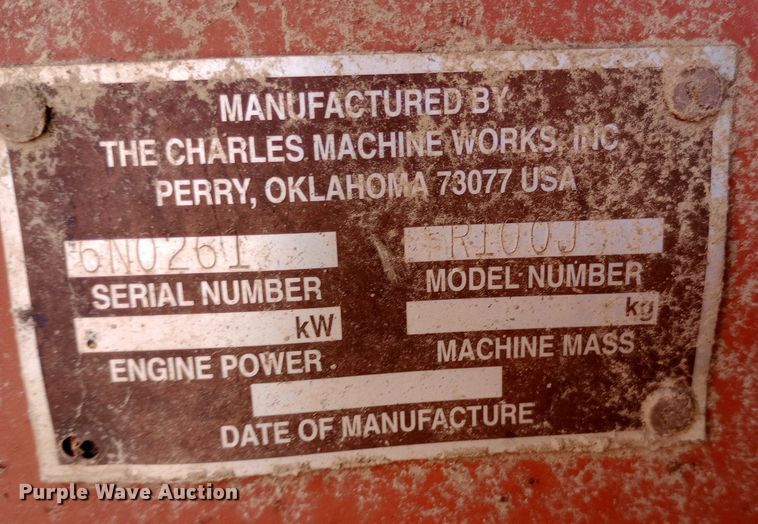 MANUFACTURED BY
THE CHARLES MACHINE WORKS, INC.
PERRY, OKLAHOMA 73077 USA
6N0261 R100J
SERIAL NUMBER MODEL NUMBER
kW kg
ENGINE POWER MACHINE MASS
DATE OF MANUFACTURE
Purple Wave Auction